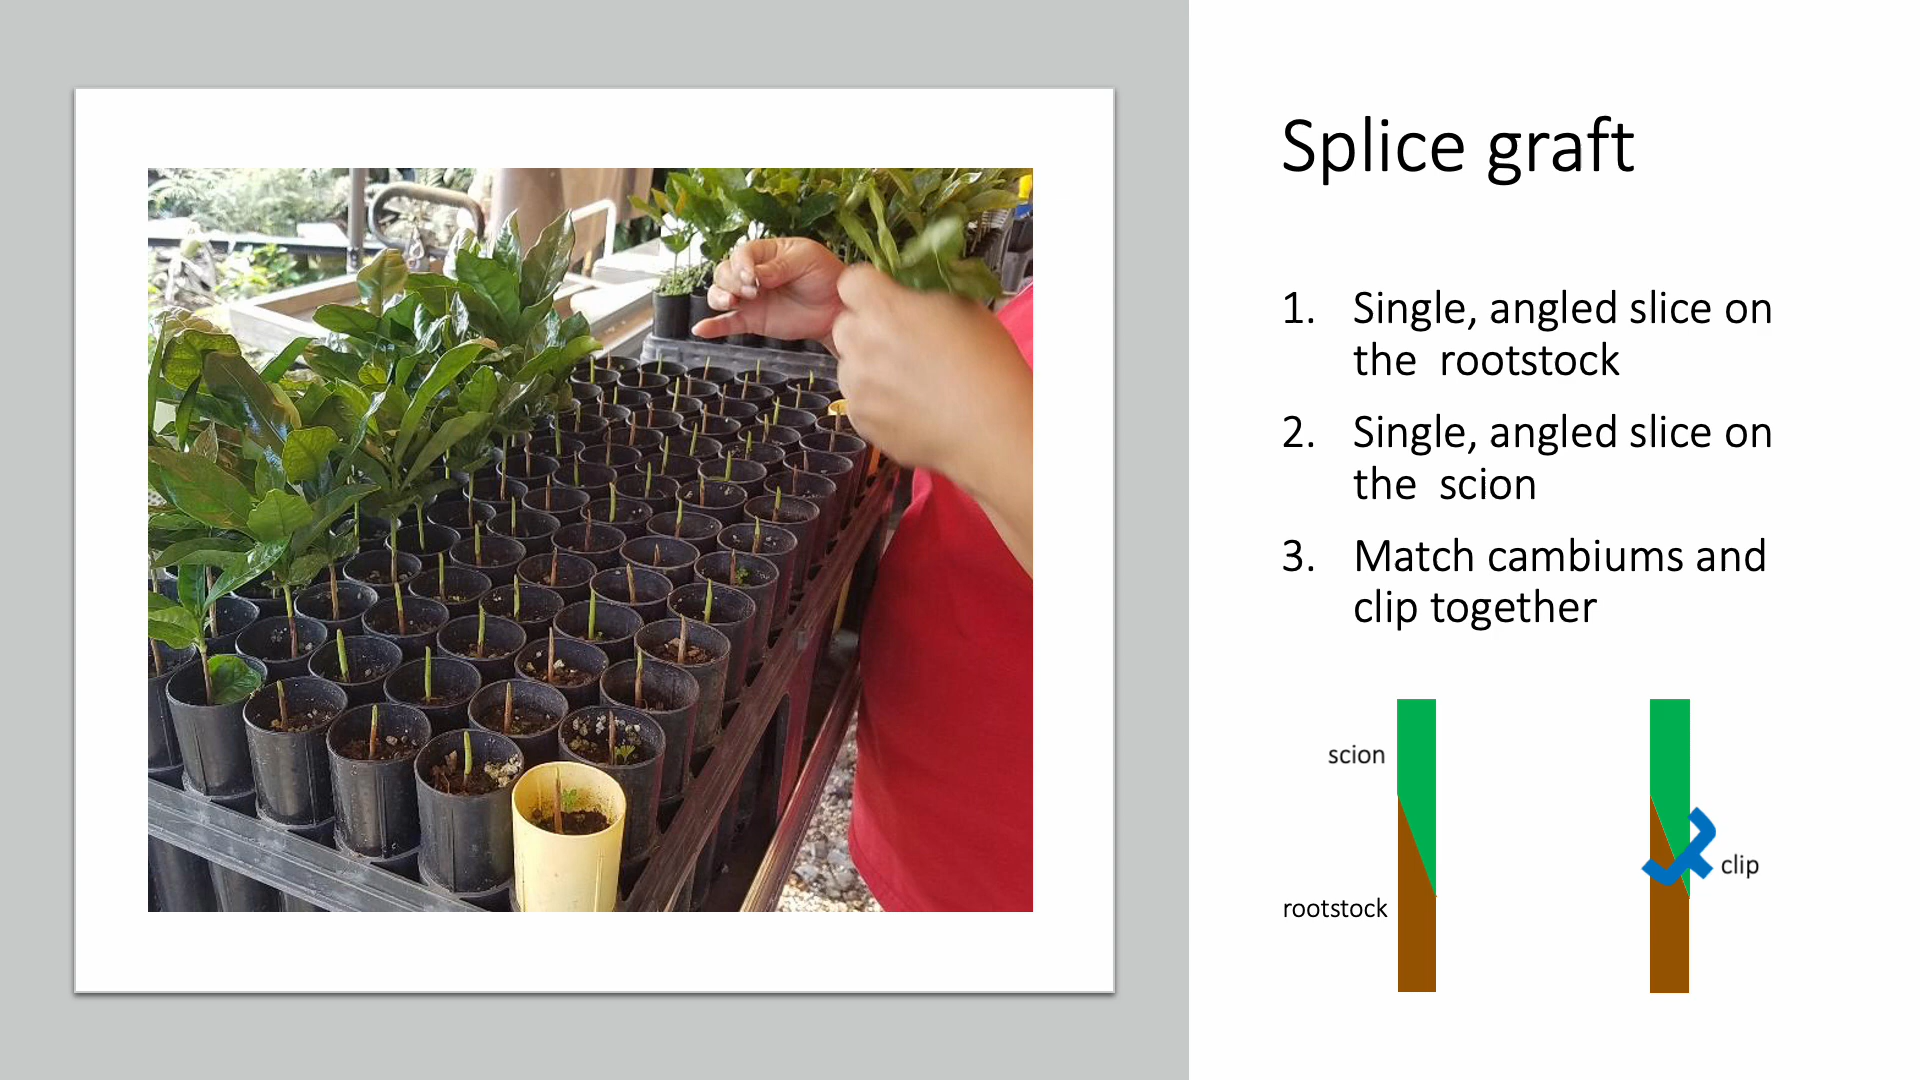 Splice graft
1. Single, angled slice on
the  rootstock
2. Single, angled slice on
the  scion
3. Match cambiums and
clip together
scion
clip
rootstock